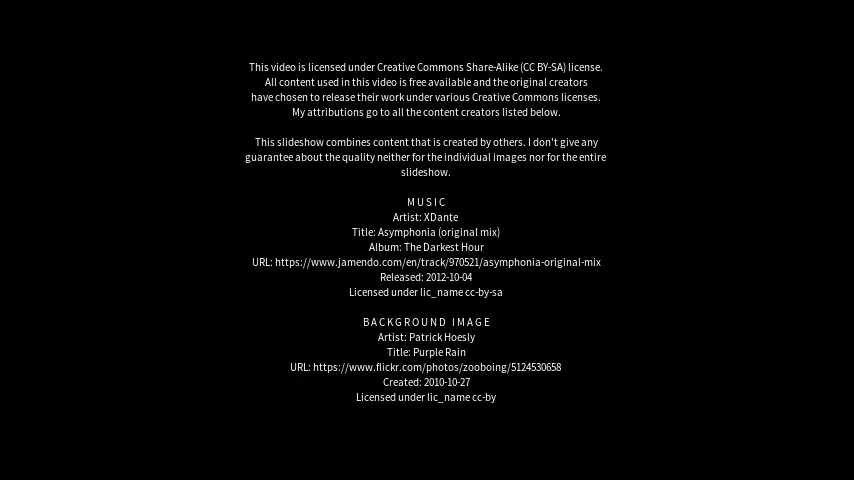 This video is licensed under Creative Commons Share-Alike (CC BY-SA) license.
All content used in this video is free available and the original creators
have chosen to release their work under various Creative Commons licenses.
My attributions go to all the content creators listed below.
This slideshow combines content that is created by others. I don't give any
guarantee about the quality neither for the individual images nor for the entire
slideshow.
MUSIC
Artist: XDante
Title: Asymphonia (original mix)
Album: The Darkest Hour
URL: https://www.jamendo.com/en/track/970521/asymphonia-original-mix
Released: 2012-10-04
Licensed under lic_name cc-by-sa
BACKGROUND IMAGE
Artist: Patrick Hoesly
Title: Purple Rain
URL: https://www.flickr.com/photos/zooboing/5124530658
Created: 2010-10-27
Licensed under lic_name cc-by